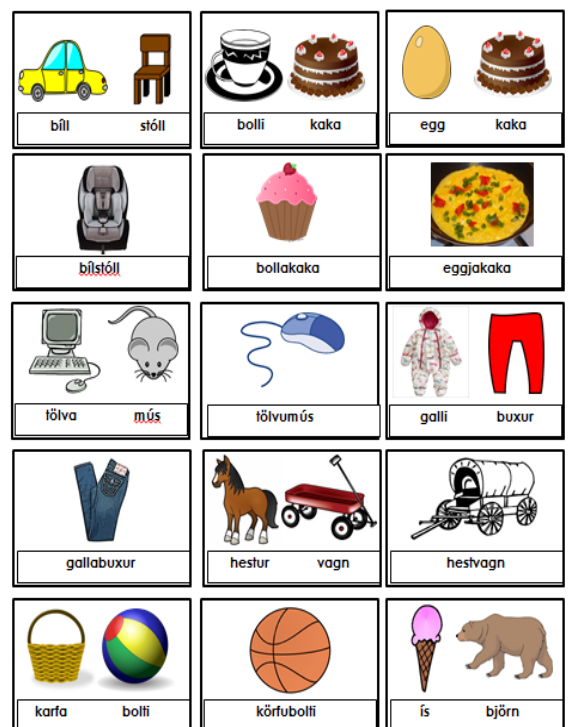 bíll stóll
bolli kaka
egg kaka
bílstóll
bollakaka
eggjakaka
tölva mús
tölvumús
galli buxur
gallabuxur
hestur vagn
hestvagn
karfa bolti
körfubolti
ís björn